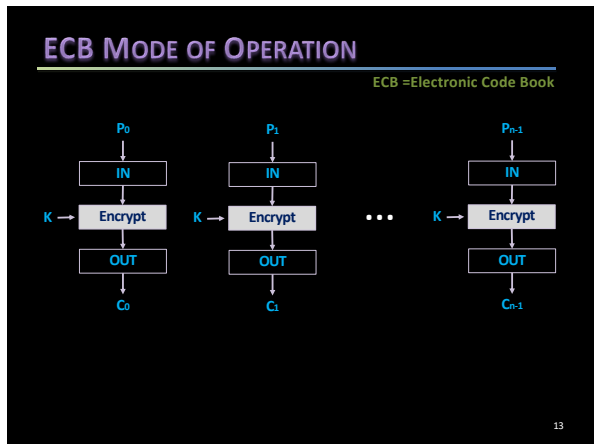 ECB MODE OF OPERATION
ECB =Electronic Code Book
P0 P1 Pn-1
IN IN IN
K Encrypt K Encrypt ... K Encrypt
OUT OUT OUT
C0 C1 Cn-1
13